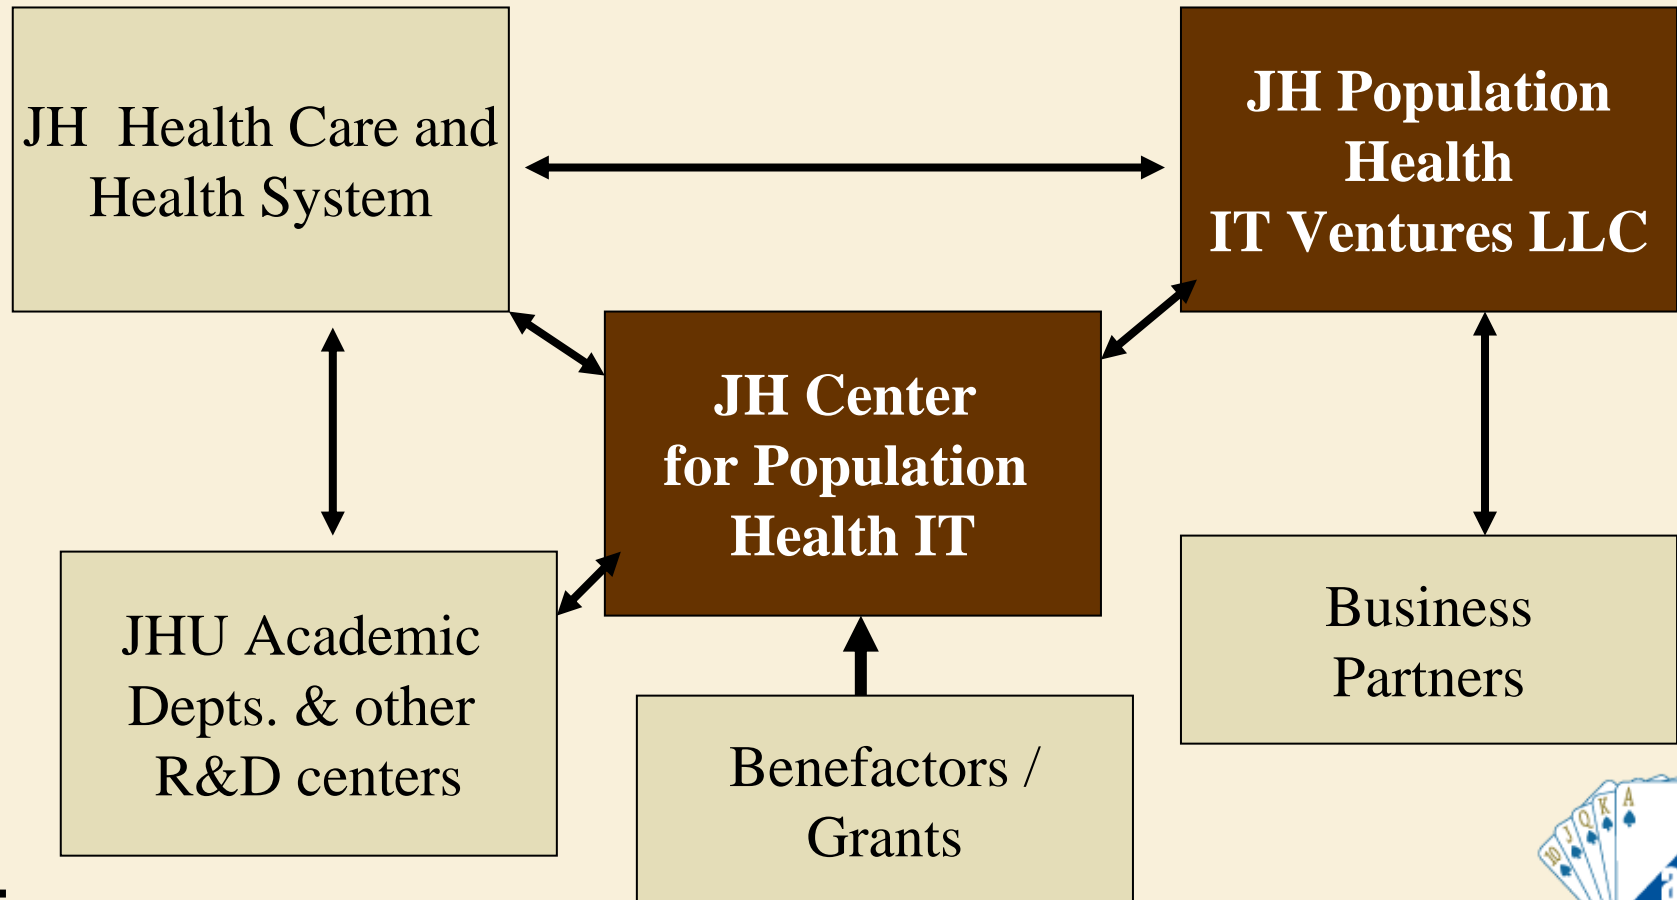 JH Health Care and
Health System
JH Population
Health
IT Ventures LLC
JH Center
for Population
Health IT
JHU Academic
Depts. & other
R&D centers
Benefactors /
Grants
Business
Partners
10 J Q K A